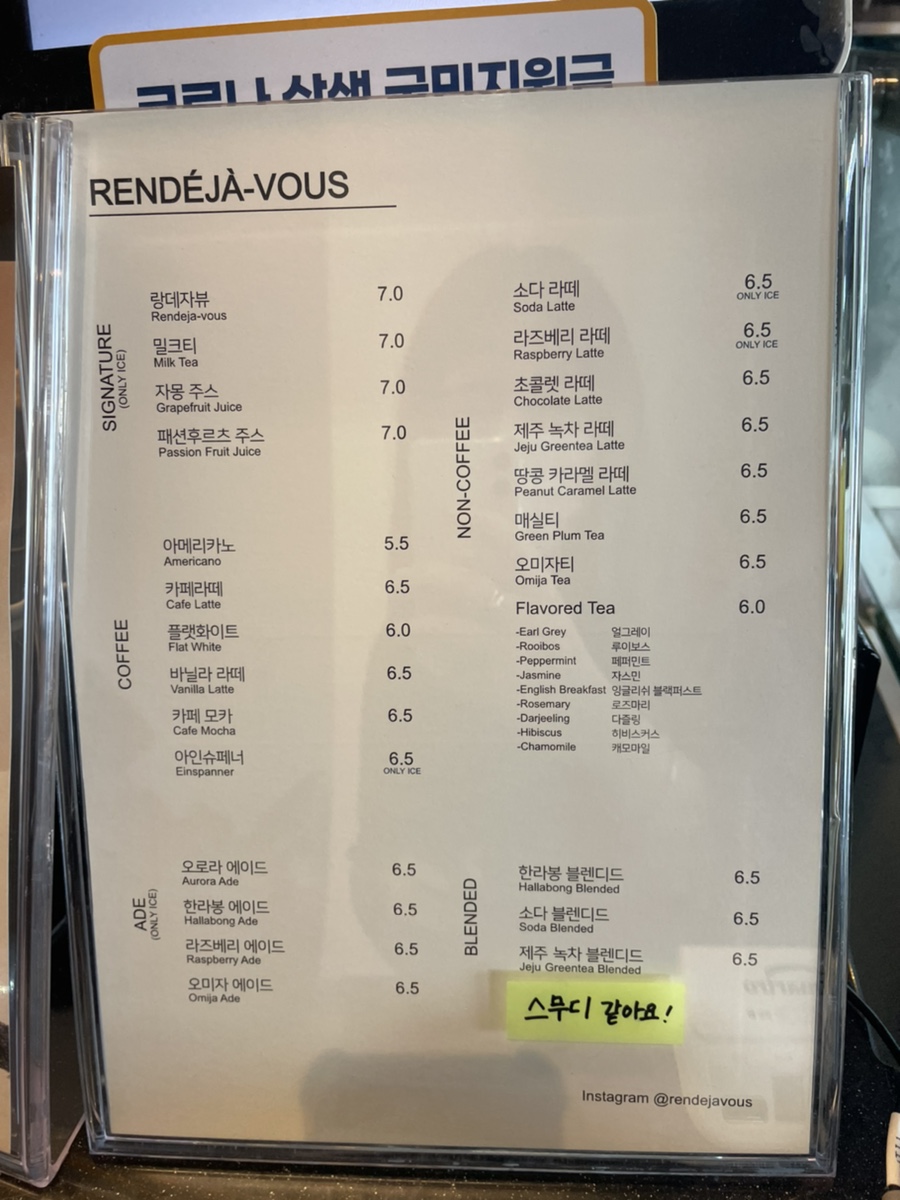 코로나 상생 국민지원금
RENDÉJÀ-VOUS
SIGNATURE
(ONLY ICE)
랑데자뷰 7.0
Rendeja-vous
밀크티 7.0
Milk Tea
자몽 주스 7.0
Grapefruit Juice
패션후르츠 주스 7.0
Passion Fruit Juice
COFFEE
아메리카노 5.5
Americano
카페라떼 6.5
Cafe Latte
플랫화이트 6.0
Flat White
바닐라 라떼 6.5
Vanilla Latte
카페 모카 6.5
Cafe Mocha
아인슈페너 6.5
Einspanner ONLY ICE
ADE
(ONLY ICE)
오로라 에이드 6.5
Aurora Ade
한라봉 에이드 6.5
Hallabong Ade
라즈베리 에이드 6.5
Raspberry Ade
오미자 에이드 6.5
Omija Ade
NON-COFFEE
소다 라떼 6.5
Soda Latte ONLY ICE
라즈베리 라떼 6.5
Raspberry Latte ONLY ICE
초콜렛 라떼 6.5
Chocolate Latte
제주 녹차 라떼 6.5
Jeju Greentea Latte
땅콩 카라멜 라떼 6.5
Peanut Caramel Latte
매실티 6.5
Green Plum Tea
오미자티 6.5
Omija Tea
Flavored Tea 6.0
-Earl Grey 얼그레이
-Rooibos 루이보스
-Peppermint 페퍼민트
-Jasmine 자스민
-English Breakfast 잉글리쉬 블랙퍼스트
-Rosemary 로즈마리
-Darjeeling 다즐링
-Hibiscus 히비스커스
-Chamomile 캐모마일
BLENDED
한라봉 블렌디드 6.5
Hallabong Blended
소다 블렌디드 6.5
Soda Blended
제주 녹차 블렌디드 6.5
Jeju Greentea Blended
스무디 같아요!
Instagram @rendejavous